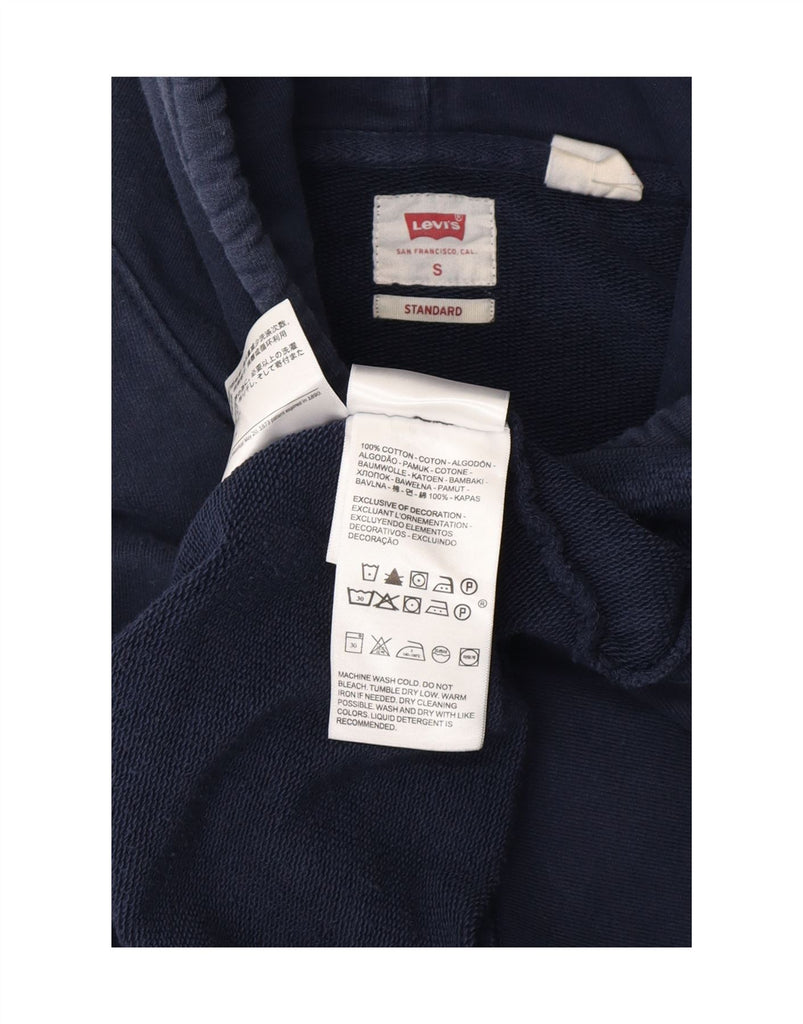 LEVI'S
SAN FRANCISCO, CAL.
S
STANDARD
100% COTTON - COTON - ALGODÓN -
ALGODÃO - PAMUK - COTONE -
BAUMWOLLE - KATOEN - BAMBAKI -
ХЛОПОК - BAWEŁNA - PAMUT -
BAVLNA - 棉 - 면 - 綿 100% - KAPAS
EXCLUSIVE OF DECORATION -
EXCLUANT L'ORNEMENTATION -
EXCLUYENDO ELEMENTOS
DECORATIVOS - EXCLUINDO
DECORAÇÃO
P
30
P
®
30
MACHINE WASH COLD. DO NOT
BLEACH. TUMBLE DRY LOW. WARM
IRON IF NEEDED. DRY CLEANING
POSSIBLE. WASH AND DRY WITH LIKE
COLORS. LIQUID DETERGENT IS
RECOMMENDED.